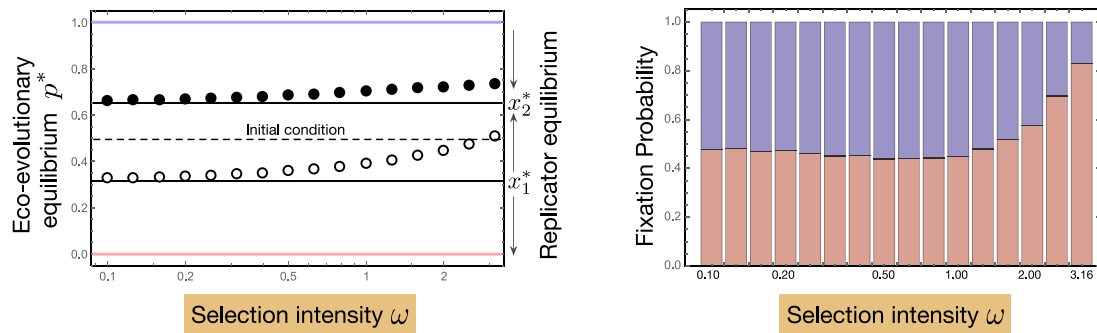 Eco-evolutionary
equilibrium p*
1.0
0.8
0.6
0.4
0.2
0.0
Initial condition
0.1
0.2
0.5
1
2
Selection intensity ω
x₂*
x₁*
Replicator equilibrium
Fixation Probability
1.0
0.8
0.6
0.4
0.2
0.0
0.10
0.20
0.50
1.00
2.00
3.16
Selection intensity ω